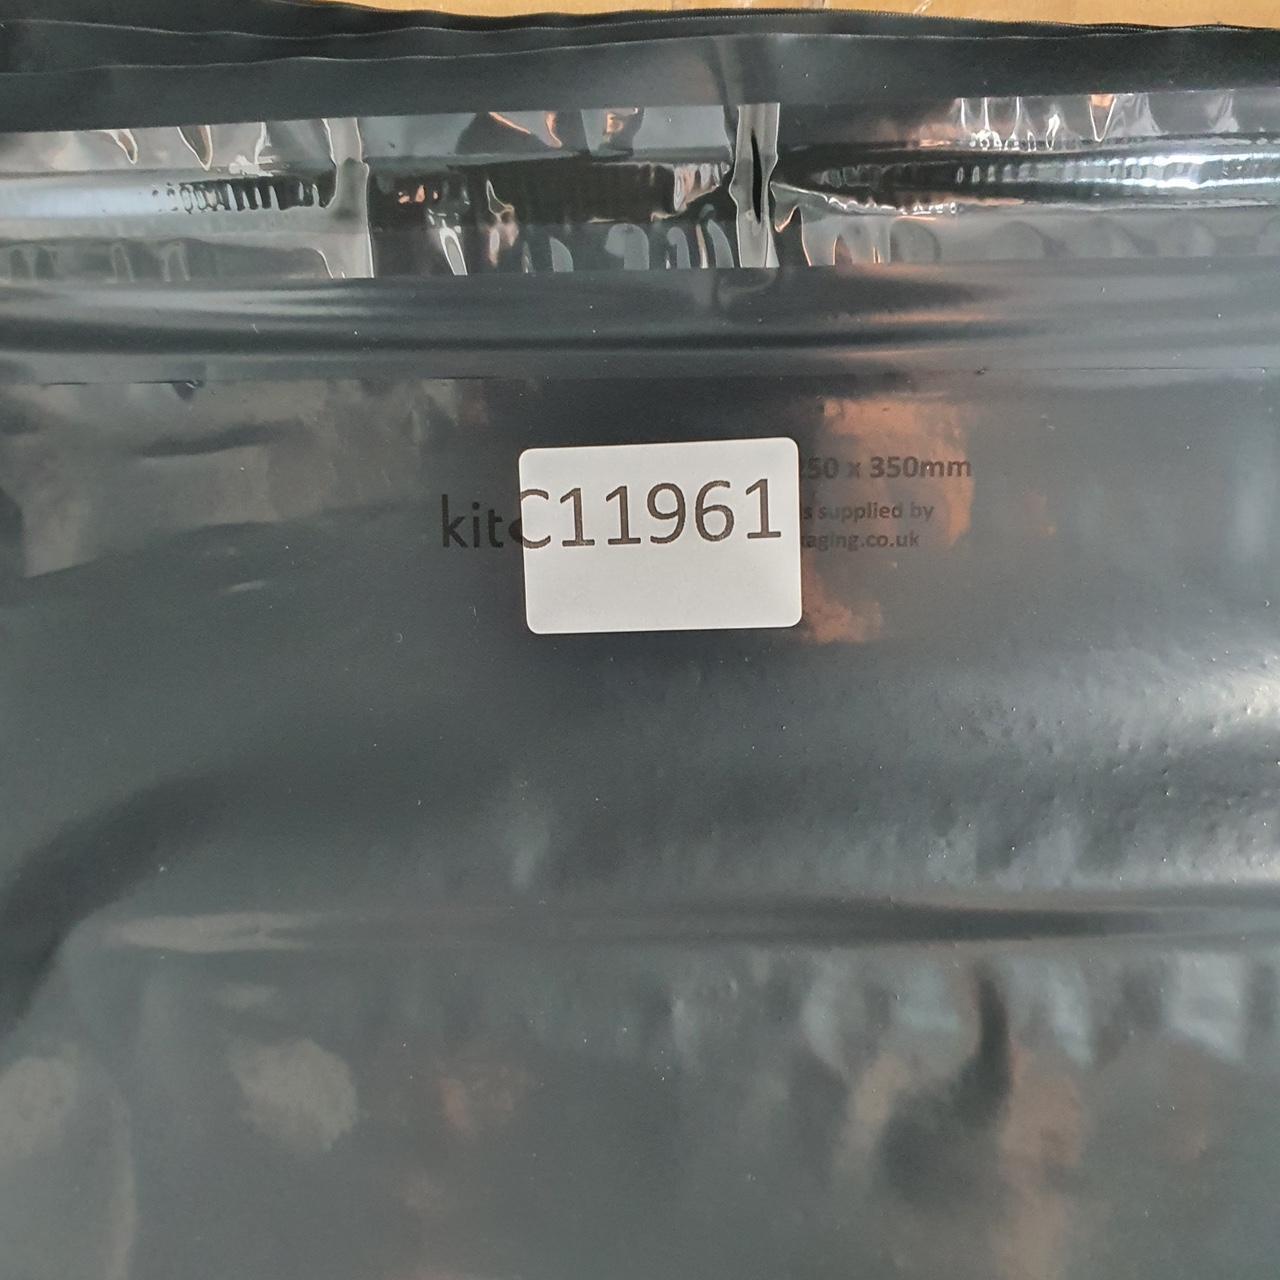 250 x 350mm
kit C11961
supplied by
aging.co.uk